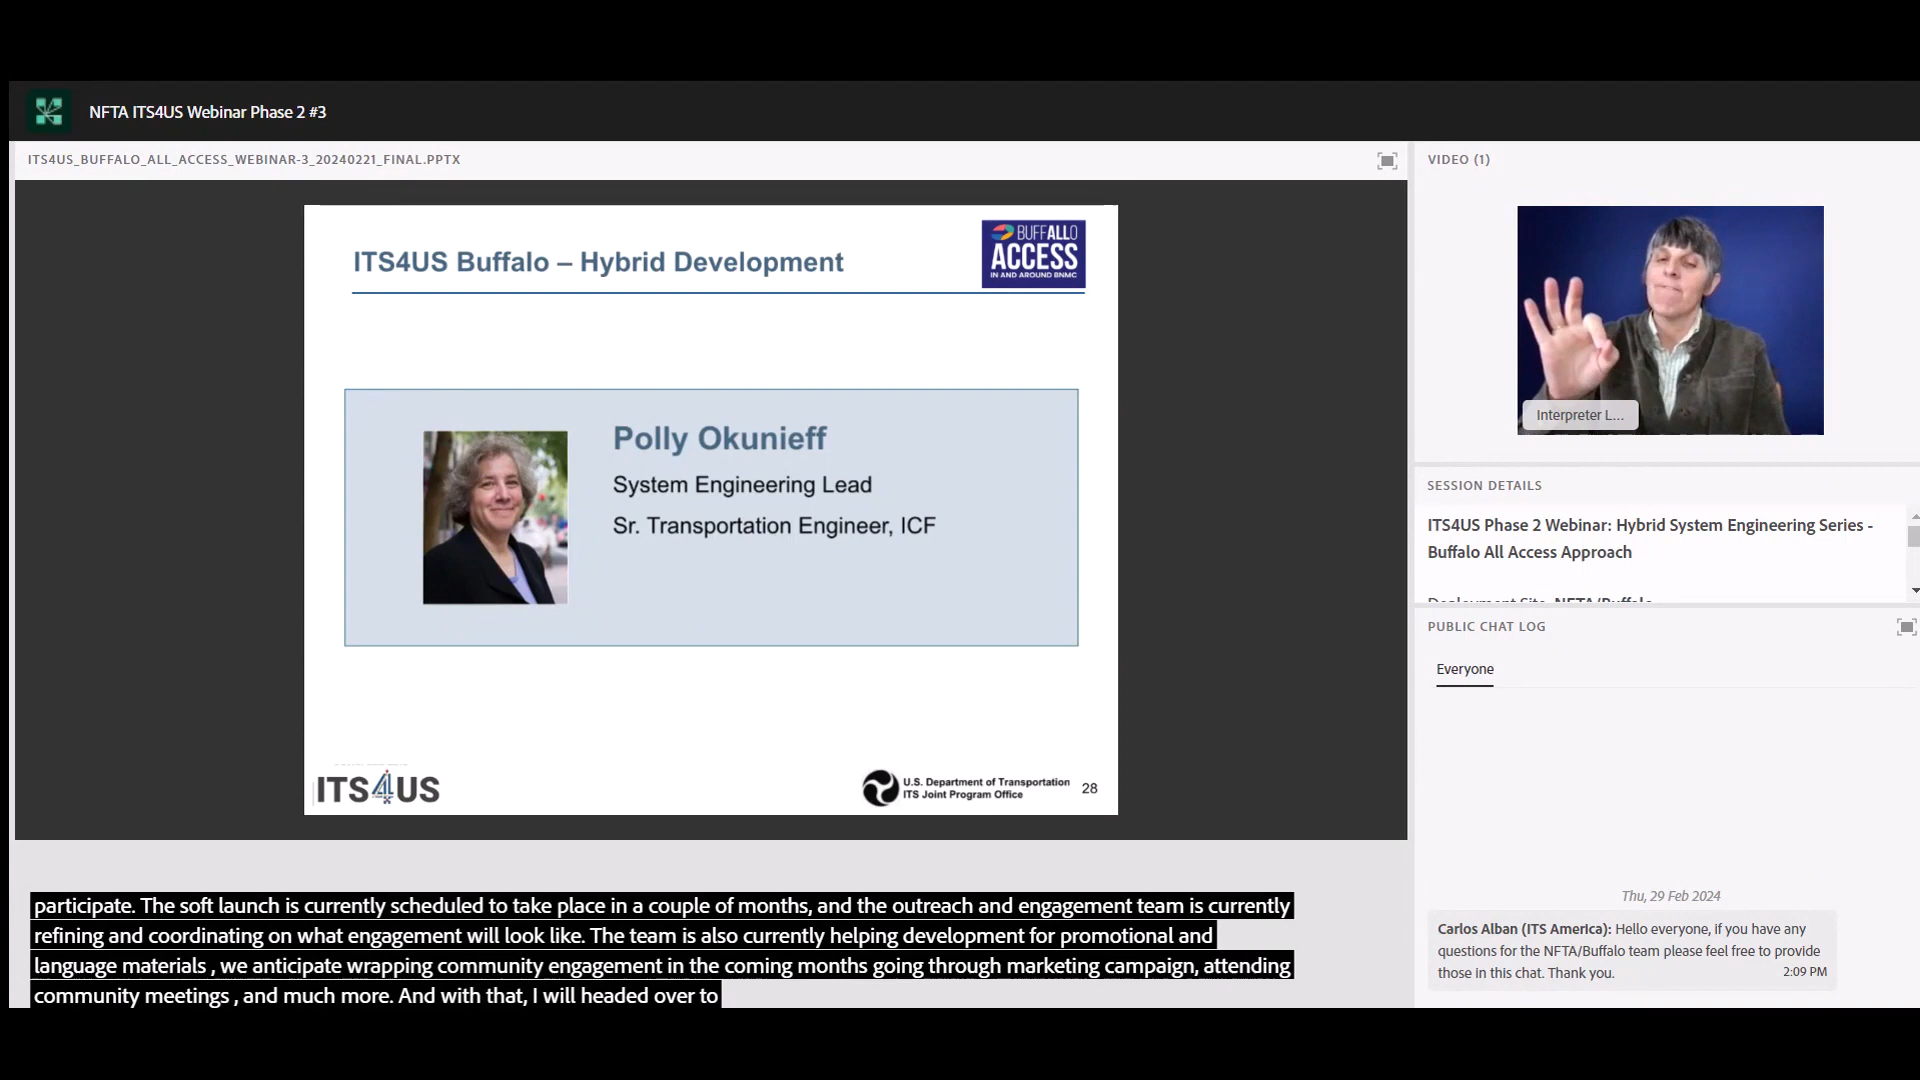 NFTA ITS4US Webinar Phase 2 #3
ITS4US_BUFFALO_ALL_ACCESS_WEBINAR-3_20240221_FINAL.PPTX
ITS4US Buffalo – Hybrid Development
BUFFALLO
ACCESS
IN AND AROUND BNMC
Polly Okunieff
System Engineering Lead
Sr. Transportation Engineer, ICF
ITS4US
U.S. Department of Transportation
ITS Joint Program Office
28
participate. The soft launch is currently scheduled to take place in a couple of months, and the outreach and engagement team is currently
refining and coordinating on what engagement will look like. The team is also currently helping development for promotional and
language materials , we anticipate wrapping community engagement in the coming months going through marketing campaign, attending
community meetings , and much more. And with that, I will headed over to
VIDEO (1)
Interpreter L...
SESSION DETAILS
ITS4US Phase 2 Webinar: Hybrid System Engineering Series -
Buffalo All Access Approach
Deployment Site, NFTA/Buffalo
PUBLIC CHAT LOG
Everyone
Thu, 29 Feb 2024
Carlos Alban (ITS America): Hello everyone, if you have any
questions for the NFTA/Buffalo team please feel free to provide
those in this chat. Thank you.
2:09 PM